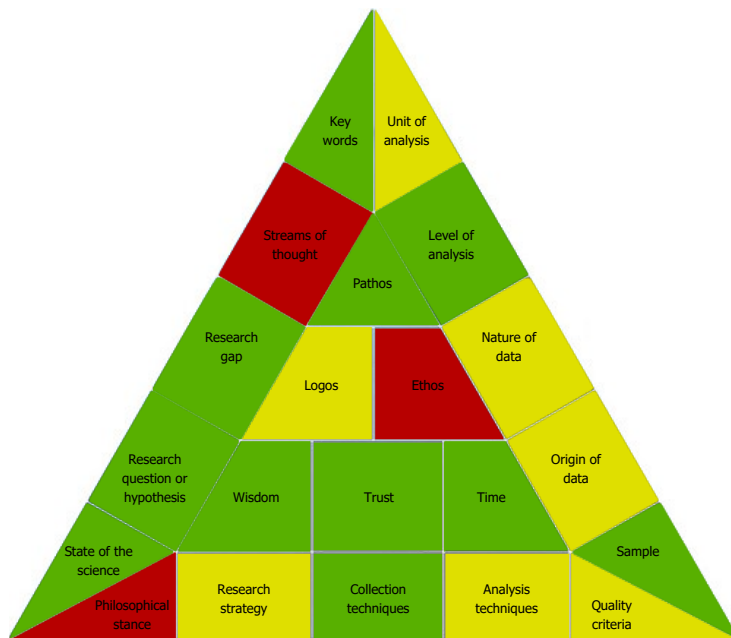 Key
words
Unit of
analysis
Streams of
thought
Level of
analysis
Pathos
Research
gap
Nature of
data
Logos
Ethos
Research
question or
hypothesis
Origin of
data
Wisdom
Trust
Time
State of the
science
Sample
Philosophical
stance
Research
strategy
Collection
techniques
Analysis
techniques
Quality
criteria